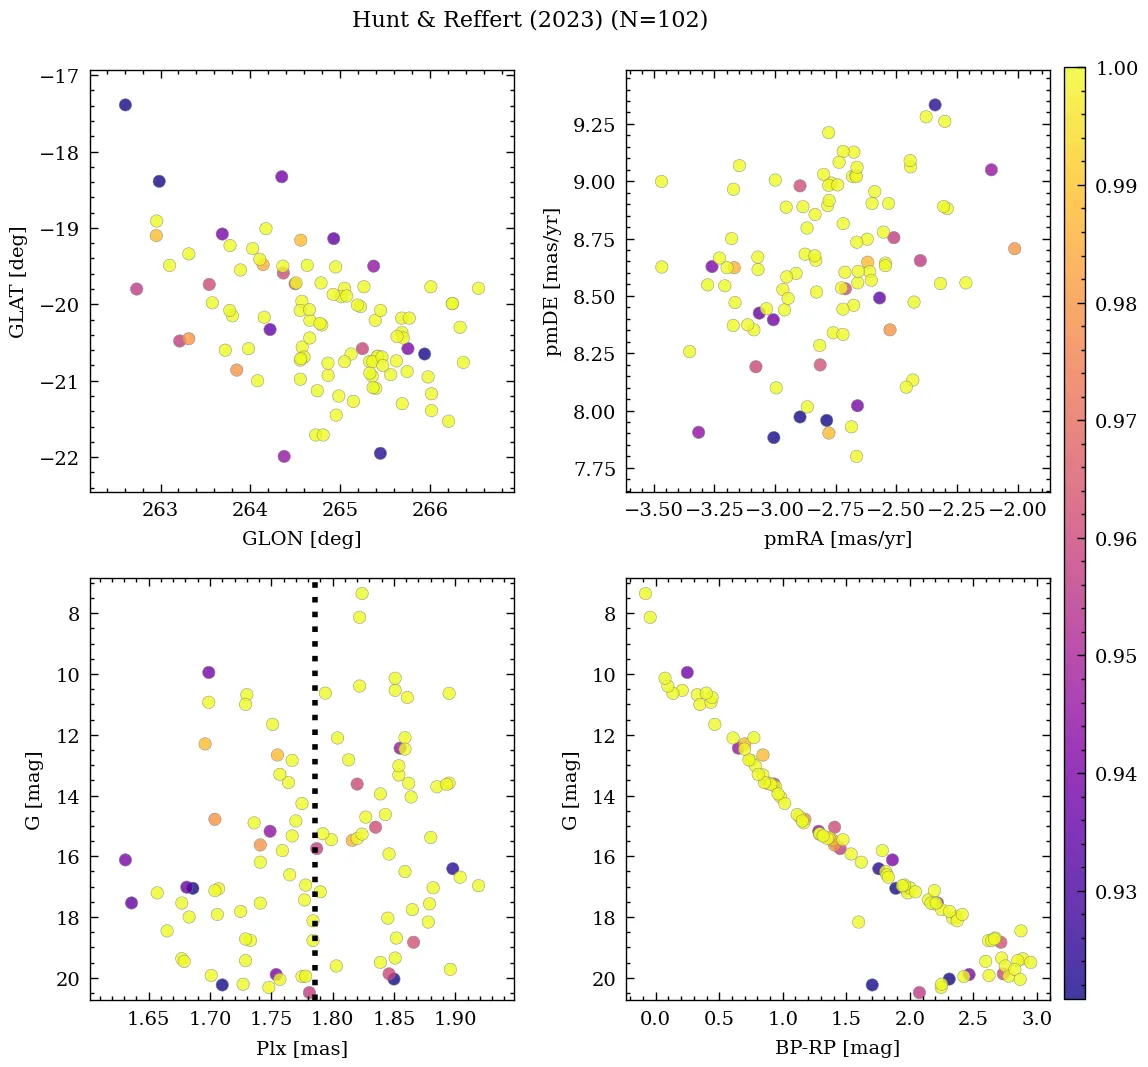 Hunt & Reffert (2023) (N=102)
−17
−18
−19
−20
−21
−22
GLAT [deg]
263 264 265 266
GLON [deg]
9.25
9.00
8.75
8.50
8.25
8.00
7.75
pmDE [mas/yr]
−3.50 −3.25 −3.00 −2.75 −2.50 −2.25 −2.00
pmRA [mas/yr]
8
10
12
14
16
18
20
G [mag]
1.65 1.70 1.75 1.80 1.85 1.90
Plx [mas]
8
10
12
14
16
18
20
G [mag]
0.0 0.5 1.0 1.5 2.0 2.5 3.0
BP-RP [mag]
1.00
0.99
0.98
0.97
0.96
0.95
0.94
0.93